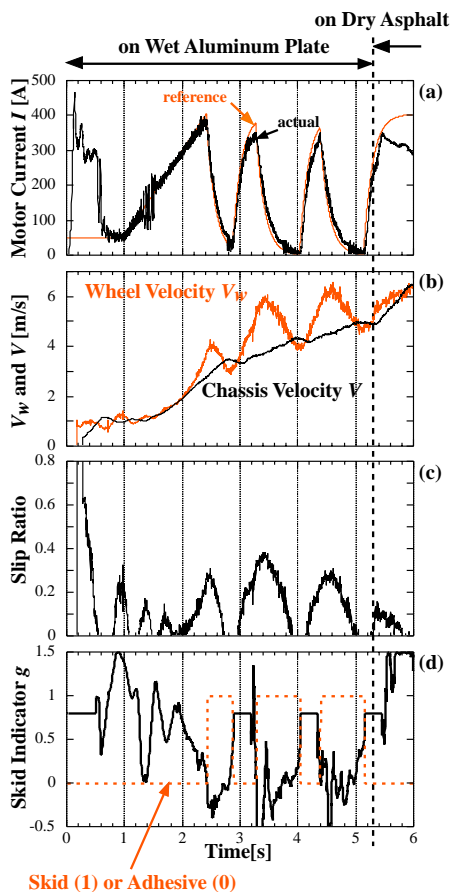 on Dry Asphalt
on Wet Aluminum Plate
500
400
300
200
100
0
Motor Current I [A]
(a)
reference
actual
6
4
2
0
V_W and V [m/s]
(b)
Wheel Velocity V_w
Chassis Velocity V
0.8
0.6
0.4
0.2
0
Slip Ratio
(c)
1.5
1
0.5
0
-0.5
Skid Indicator g
(d)
0 1 2 3 4 5 6
Time[s]
Skid (1) or Adhesive (0)